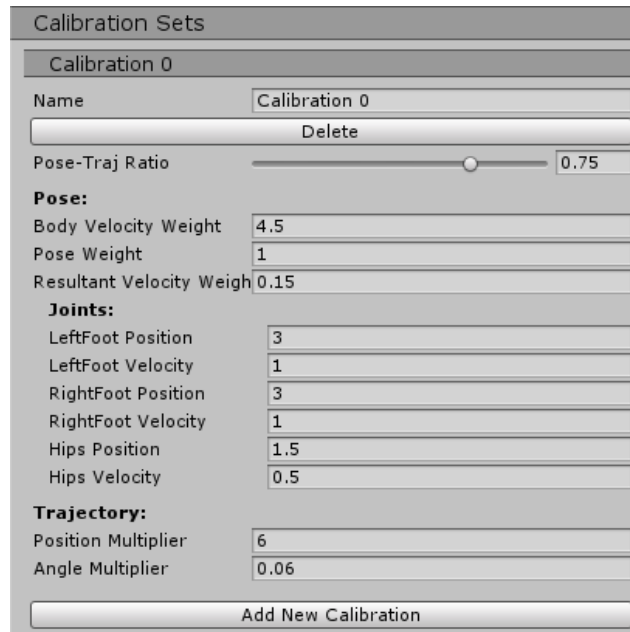 Calibration Sets
Calibration 0
Name Calibration 0
Delete
Pose-Traj Ratio 0.75
Pose:
Body Velocity Weight 4.5
Pose Weight 1
Resultant Velocity Weigh 0.15
Joints:
LeftFoot Position 3
LeftFoot Velocity 1
RightFoot Position 3
RightFoot Velocity 1
Hips Position 1.5
Hips Velocity 0.5
Trajectory:
Position Multiplier 6
Angle Multiplier 0.06
Add New Calibration